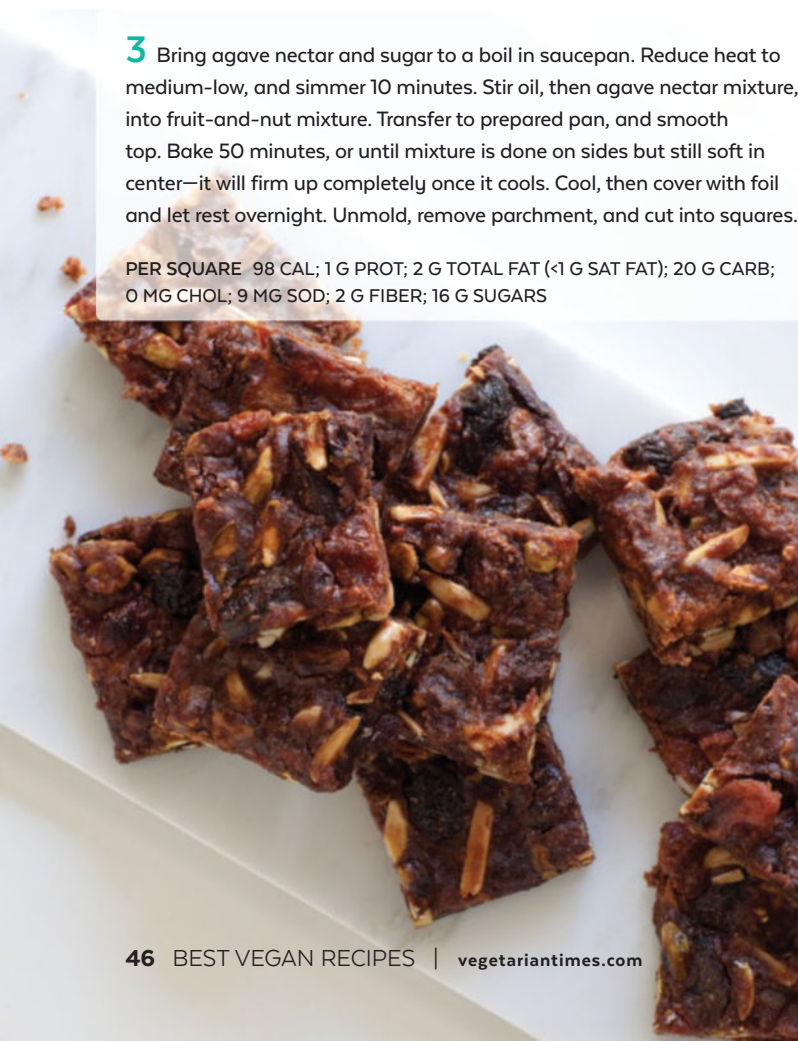 3 Bring agave nectar and sugar to a boil in saucepan. Reduce heat to
medium-low, and simmer 10 minutes. Stir oil, then agave nectar mixture,
into fruit-and-nut mixture. Transfer to prepared pan, and smooth
top. Bake 50 minutes, or until mixture is done on sides but still soft in
center—it will firm up completely once it cools. Cool, then cover with foil
and let rest overnight. Unmold, remove parchment, and cut into squares.
PER SQUARE 98 CAL; 1 G PROT; 2 G TOTAL FAT (<1 G SAT FAT); 20 G CARB;
0 MG CHOL; 9 MG SOD; 2 G FIBER; 16 G SUGARS
46 BEST VEGAN RECIPES | vegetariantimes.com